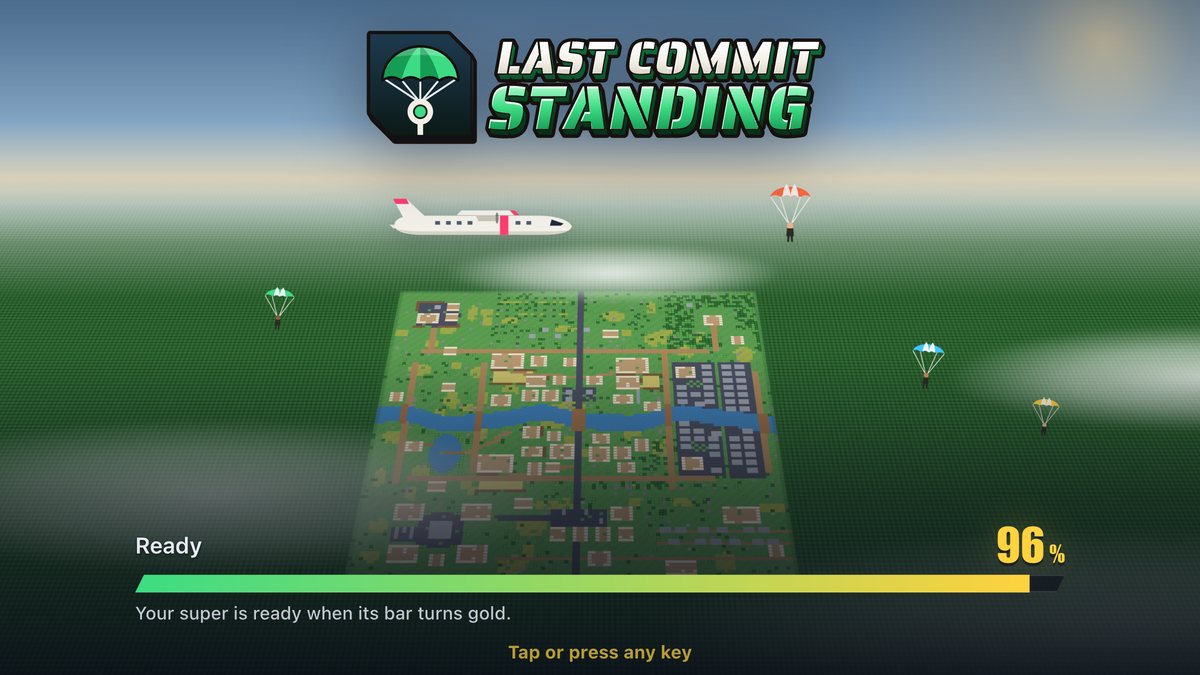 LAST COMMIT
STANDING
Ready
96%
Your super is ready when its bar turns gold.
Tap or press any key